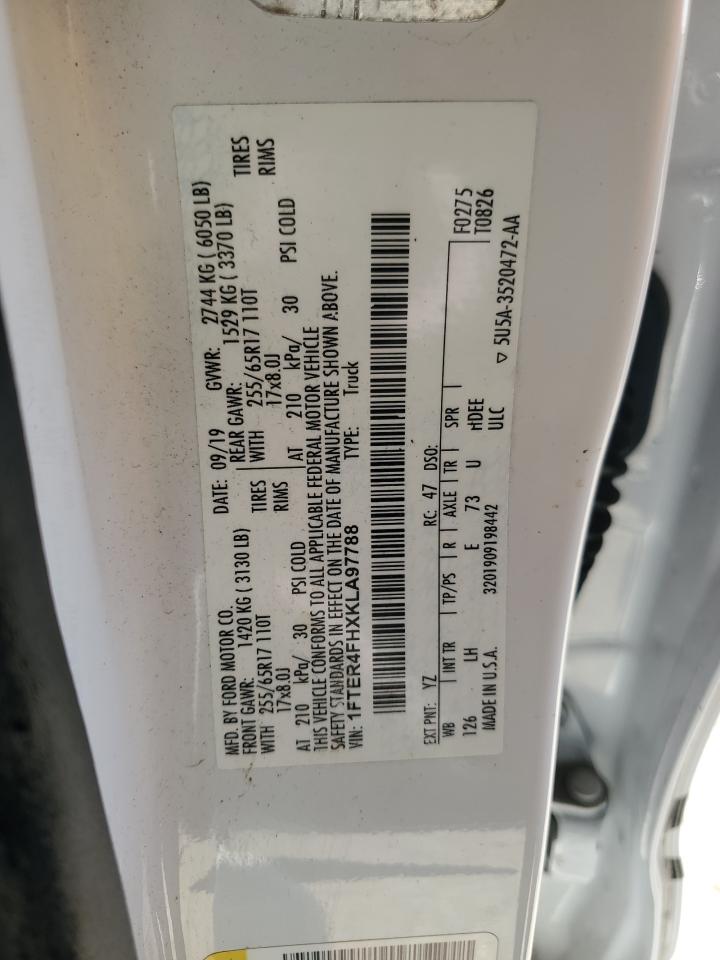 MFD. BY FORD MOTOR CO.
DATE: 09/19 GVWR: 2744 KG ( 6050 LB)
FRONT GAWR: 1420 KG ( 3130 LB) REAR GAWR: 1529 KG ( 3370 LB)
WITH 255/65R17 110T TIRES WITH 255/65R17 110T TIRES
17x8.0J RIMS 17x8.0J RIMS
AT 210 kPa/ 30 PSI COLD AT 210 kPa/ 30 PSI COLD
THIS VEHICLE CONFORMS TO ALL APPLICABLE FEDERAL MOTOR VEHICLE
SAFETY STANDARDS IN EFFECT ON THE DATE OF MANUFACTURE SHOWN ABOVE.
VIN: 1FTER4FHXKLA97788 TYPE: Truck
EXT PNT: YZ RC: 47 DSO: F0275
WB INT TR TP/PS R AXLE TR SPR T0826
126 LH E 73 U HDEE
MADE IN U.S.A. 3201909198442 ULC ▽ 5U5A-3520472-AA